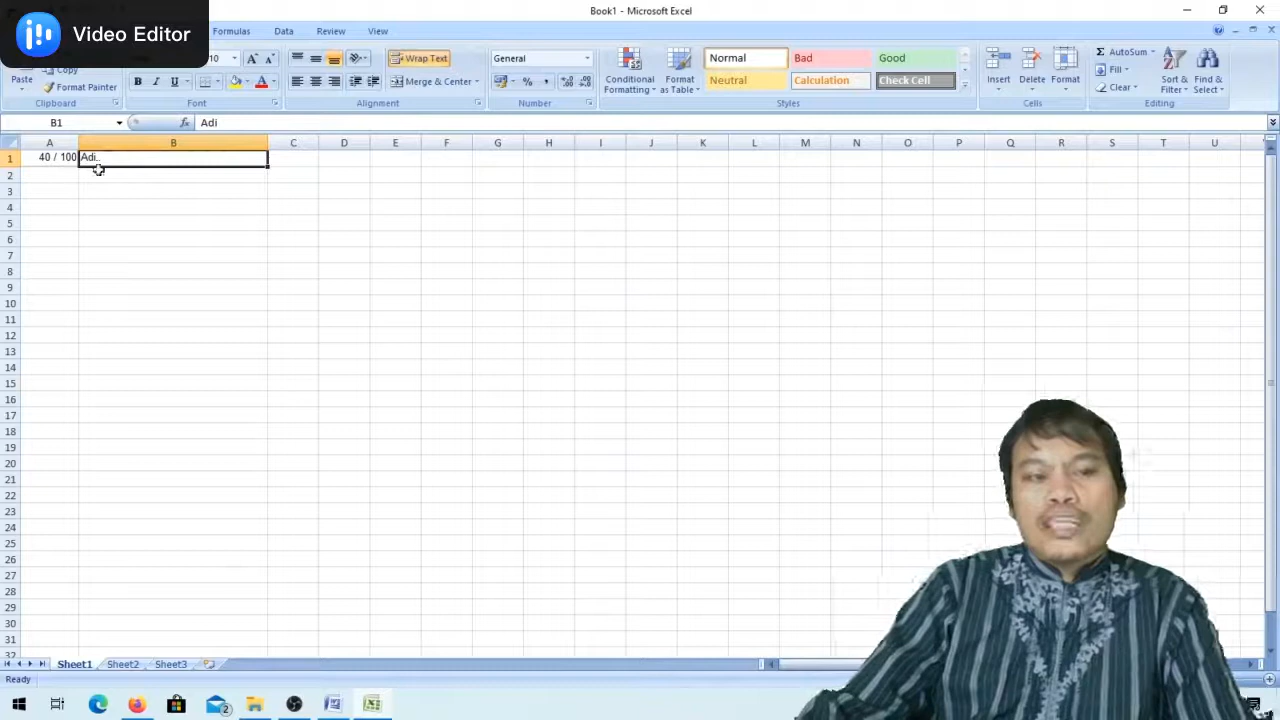 Book1 - Microsoft Excel
Video Editor
Formulas
Data
Review
View
Paste
Copy
Format Painter
Clipboard
10
A A
B I U
A
Font
Wrap Text
Merge & Center
Alignment
General
% ,
Number
Conditional Formatting
Format as Table
Normal
Bad
Good
Neutral
Calculation
Check Cell
Styles
Insert
Delete
Format
Cells
AutoSum
Fill
Clear
Sort & Filter
Find & Select
Editing
B1
fx
Adi
A B C D E F G H I J K L M N O P Q R S T U
1 40 / 100 Adi..
2
3
4
5
6
7
8
9
10
11
12
13
14
15
16
17
18
19
20
21
22
23
24
25
26
27
28
29
30
31
32
Sheet1 Sheet2 Sheet3
Ready
2